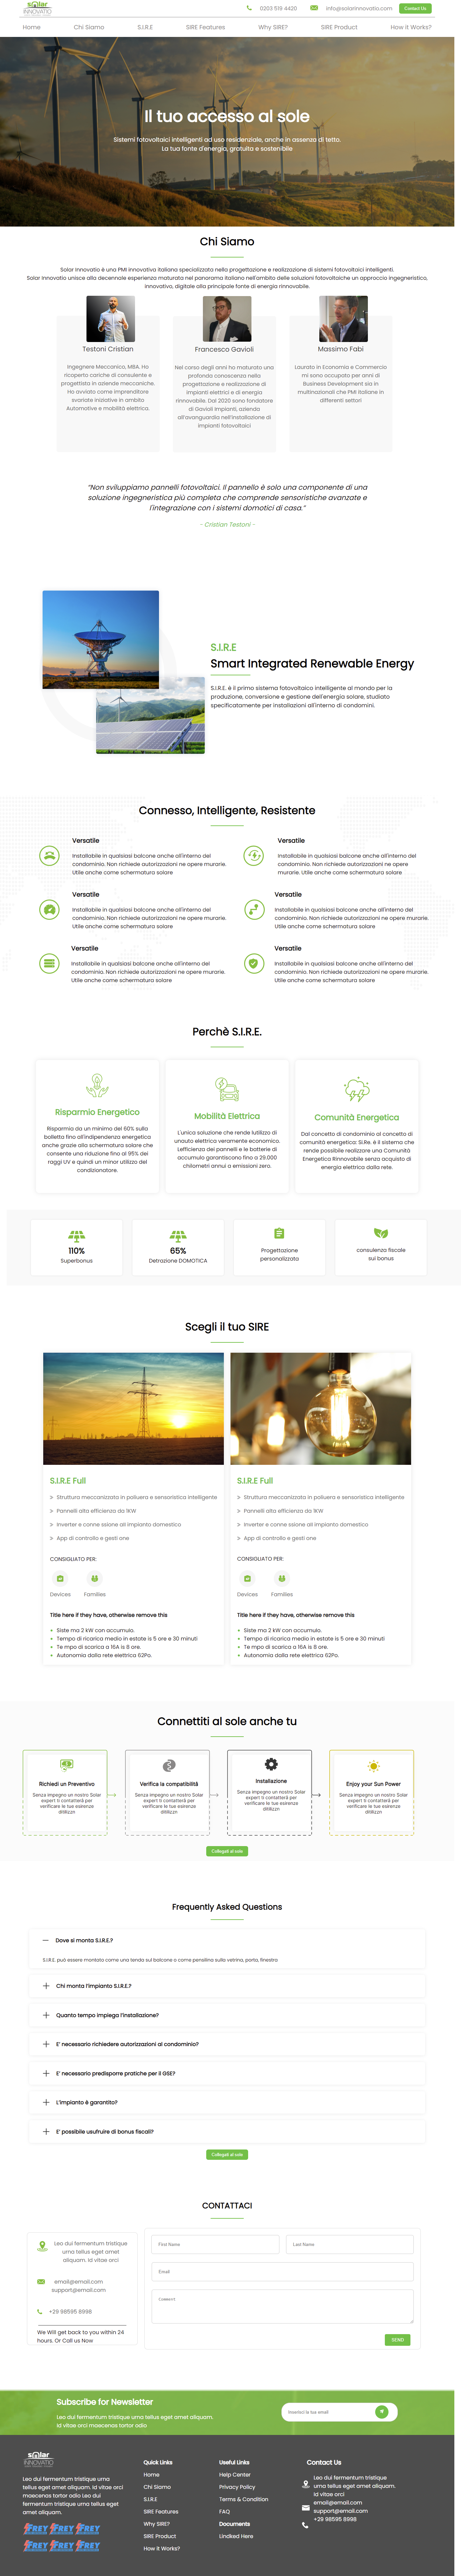 solar
INNOVATIO
0203 519 4420
info@solarinnovatio.com
Contact Us
Home
Chi Siamo
S.I.R.E
SIRE Features
Why SIRE?
SIRE Product
How It Works?
Il tuo accesso al sole
Sistemi fotovoltaici intelligenti ad uso residenziale, anche in assenza di tetto.
La tua fonte d'energia, gratuita e sostenibile
Chi Siamo
Solar Innovatio è una PMI innovativa italiana specializzata nella progettazione e realizzazione di sistemi fotovoltaici intelligenti.
Solar Innovatio unisce alla decennale esperienza maturata nel panorama italiano nell'ambito delle soluzioni fotovoltaiche un approccio ingegneristico,
innovativo, digitale alla principale fonte di energia rinnovabile.
Testoni Cristian
Ingegnere Meccanico, MBA. Ho
ricoperto cariche di consulente e
progettista in aziende meccaniche.
Ho avviato come imprenditore
svariate iniziative in ambito
Automotive e mobilità elettrica.
Francesco Gavioli
Nel corso degli anni ho maturato una
profonda conoscenza nella
progettazione e realizzazione di
impianti elettrici e di energia
rinnovabile. Dal 2020 sono fondatore
di Gavioli Impianti, azienda
all'avanguardia nell'installazione di
impianti fotovoltaici
Massimo Fabi
Laureato in Economia e Commercio
mi sono occupato per anni di
Business Development sia in
multinazionali che PMI italiane in
differenti settori
“Non sviluppiamo pannelli fotovoltaici. Il pannello è solo una componente di una
soluzione ingegneristica più completa che comprende sensoristiche avanzate e
l'integrazione con i sistemi domotici di casa.”
- Cristian Testoni -
S.I.R.E
Smart Integrated Renewable Energy
S.I.R.E. è il primo sistema fotovoltaico intelligente al mondo per la
produzione, conversione e gestione dell'energia solare, studiato
specificatamente per installazioni all'interno di condomini.
Connesso, Intelligente, Resistente
Versatile
Installabile in qualsiasi balcone anche all'interno del
condominio. Non richiede autorizzazioni ne opere murarie.
Utile anche come schermatura solare
Versatile
Installabile in qualsiasi balcone anche all'interno del
condominio. Non richiede autorizzazioni ne opere
murarie. Utile anche come schermatura solare
Versatile
Installabile in qualsiasi balcone anche all'interno del
condominio. Non richiede autorizzazioni ne opere murarie.
Utile anche come schermatura solare
Versatile
Installabile in qualsiasi balcone anche all'interno del
condominio. Non richiede autorizzazioni ne opere murarie.
Utile anche come schermatura solare
Versatile
Installabile in qualsiasi balcone anche all'interno del
condominio. Non richiede autorizzazioni ne opere murarie.
Utile anche come schermatura solare
Versatile
Installabile in qualsiasi balcone anche all'interno del
condominio. Non richiede autorizzazioni ne opere murarie.
Utile anche come schermatura solare
Perchè S.I.R.E.
Risparmio Energetico
Risparmia da un minimo del 60% sulla
bolletta fino all'indipendenza energetica
anche grazie alla schermatura solare che
consente una riduzione fino al 95% dei
raggi UV e quindi un minor utilizzo del
condizionatore.
Mobilità Elettrica
L'unica soluzione che rende lutilizzo di
unauto elettrica veramente economico.
Lefficienza dei pannelli e le batterie di
accumulo garantiscono fino a 29.000
chilometri annui a emissioni zero.
Comunità Energetica
Dal concetto di condominio al concetto di
comunità energetica: Si.Re. è il sistema che
rende possibile realizzare una Comunità
Energetica Rinnovabile senza acquisto di
energia elettrica dalla rete.
110%
Superbonus
65%
Detrazione DOMOTICA
Progettazione
personalizzata
consulenza fiscale
sui bonus
Scegli il tuo SIRE
S.I.R.E Full
Struttura meccanizzata in poiluera e sensoristica intelligente
Pannelli alta efficienza da 1KW
Inverter e conne ssione ali impianto domestico
App di controllo e gesti one
CONSIGLIATO PER:
Devices
Families
Title here if they have, otherwise remove this
Siste ma 2 kW con accumulo.
Tempo di ricarica medio in estate is 5 ore e 30 minuti
Te mpo di scarica a 16A is 8 ore.
Autonomia dalla rete elettrica 62Po.
S.I.R.E Full
Struttura meccanizzata in poiluera e sensoristica intelligente
Pannelli alta efficienza da 1KW
Inverter e conne ssione ali impianto domestico
App di controllo e gesti one
CONSIGLIATO PER:
Devices
Families
Title here if they have, otherwise remove this
Siste ma 2 kW con accumulo.
Tempo di ricarica medio in estate is 5 ore e 30 minuti
Te mpo di scarica a 16A is 8 ore.
Autonomia dalla rete elettrica 62Po.
Connettiti al sole anche tu
Richiedi un Preventivo
Senza impegno un nostro Solar
expert ti contatterà per
verificare le tue esirenze
Verifica la compatibilità
Senza impegno un nostro Solar
expert ti contatterà per
verificare le tue esirenze
Installazione
Senza impegno un nostro Solar
expert ti contatterà per
verificare le tue esirenze
Enjoy your Sun Power
Senza impegno un nostro Solar
expert ti contatterà per
verificare le tue esirenze
Collegati al sole
Frequently Asked Questions
Dove si monta S.I.R.E.?
S.I.R.E. può essere montato come una tenda sul balcone o come pensilina sulla vetrina, porta, finestra
Chi monta l'impianto S.I.R.E.?
Quanto tempo impiega l'installazione?
E' necessario richiedere autorizzazioni al condominio?
E' necessario predisporre pratiche per il GSE?
L'impianto è garantito?
E' possibile usufruire di bonus fiscali?
Collegati al sole
CONTATTACI
Leo dui fermentum tristique
uma tellus eget amet
aliquam. Id vitae orci
email@email.com
support@email.com
+29 98595 8998
We Will get back to you within 24
hours. Or Call us Now
First Name
Last Name
Email
Comment
SEND
Subscribe for Newsletter
Leo dui fermentum tristique uma tellus eget amet aliquam.
Id vitae orci maecenas tortor odio
Inserisci la tue email
solar
INNOVATIO
Leo dui fermentum tristique uma
tellus eget amet aliquam. Id vitae orci
maecenas tortor odio Leo dui
fermentum tristique uma tellus eget
amet aliquam.
FREY FREY FREY
FREY FREY FREY
Quick Links
Home
Chi Siamo
S.I.R.E
SIRE Features
Why SIRE?
SIRE Product
How It Works?
Useful Links
Help Center
Privacy Policy
Terms & Condition
FAQ
Documents
Lindked Here
Contact Us
Leo dui fermentum tristique
uma tellus eget amet aliquam.
Id vitae orci
email@email.com
support@email.com
+29 98595 8998